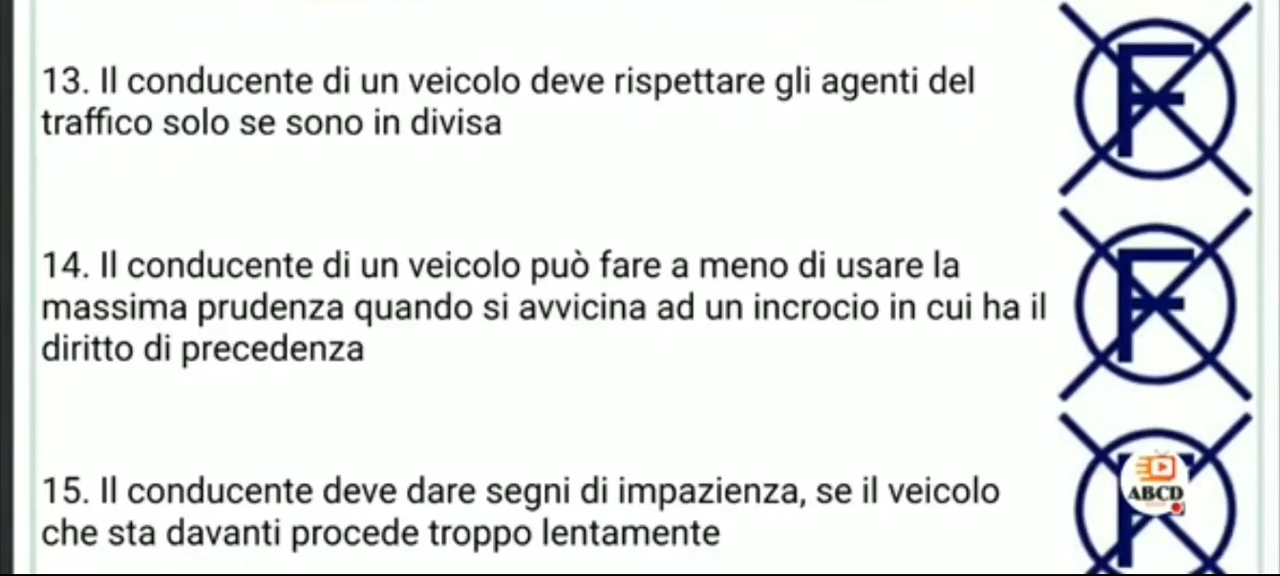 13. Il conducente di un veicolo deve rispettare gli agenti del
traffico solo se sono in divisa
F
14. Il conducente di un veicolo può fare a meno di usare la
massima prudenza quando si avvicina ad un incrocio in cui ha il
diritto di precedenza
F
15. Il conducente deve dare segni di impazienza, se il veicolo
che sta davanti procede troppo lentamente
F
ABCD